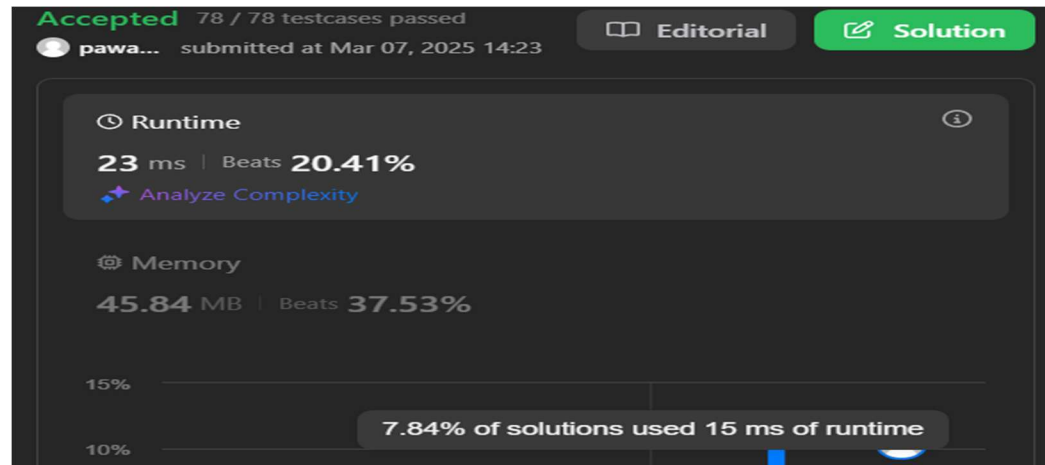 Accepted 78 / 78 testcases passed
pawa... submitted at Mar 07, 2025 14:23
Editorial
Solution
Runtime
23 ms | Beats 20.41%
Analyze Complexity
Memory
45.84 MB | Beats 37.53%
15%
7.84% of solutions used 15 ms of runtime
10%